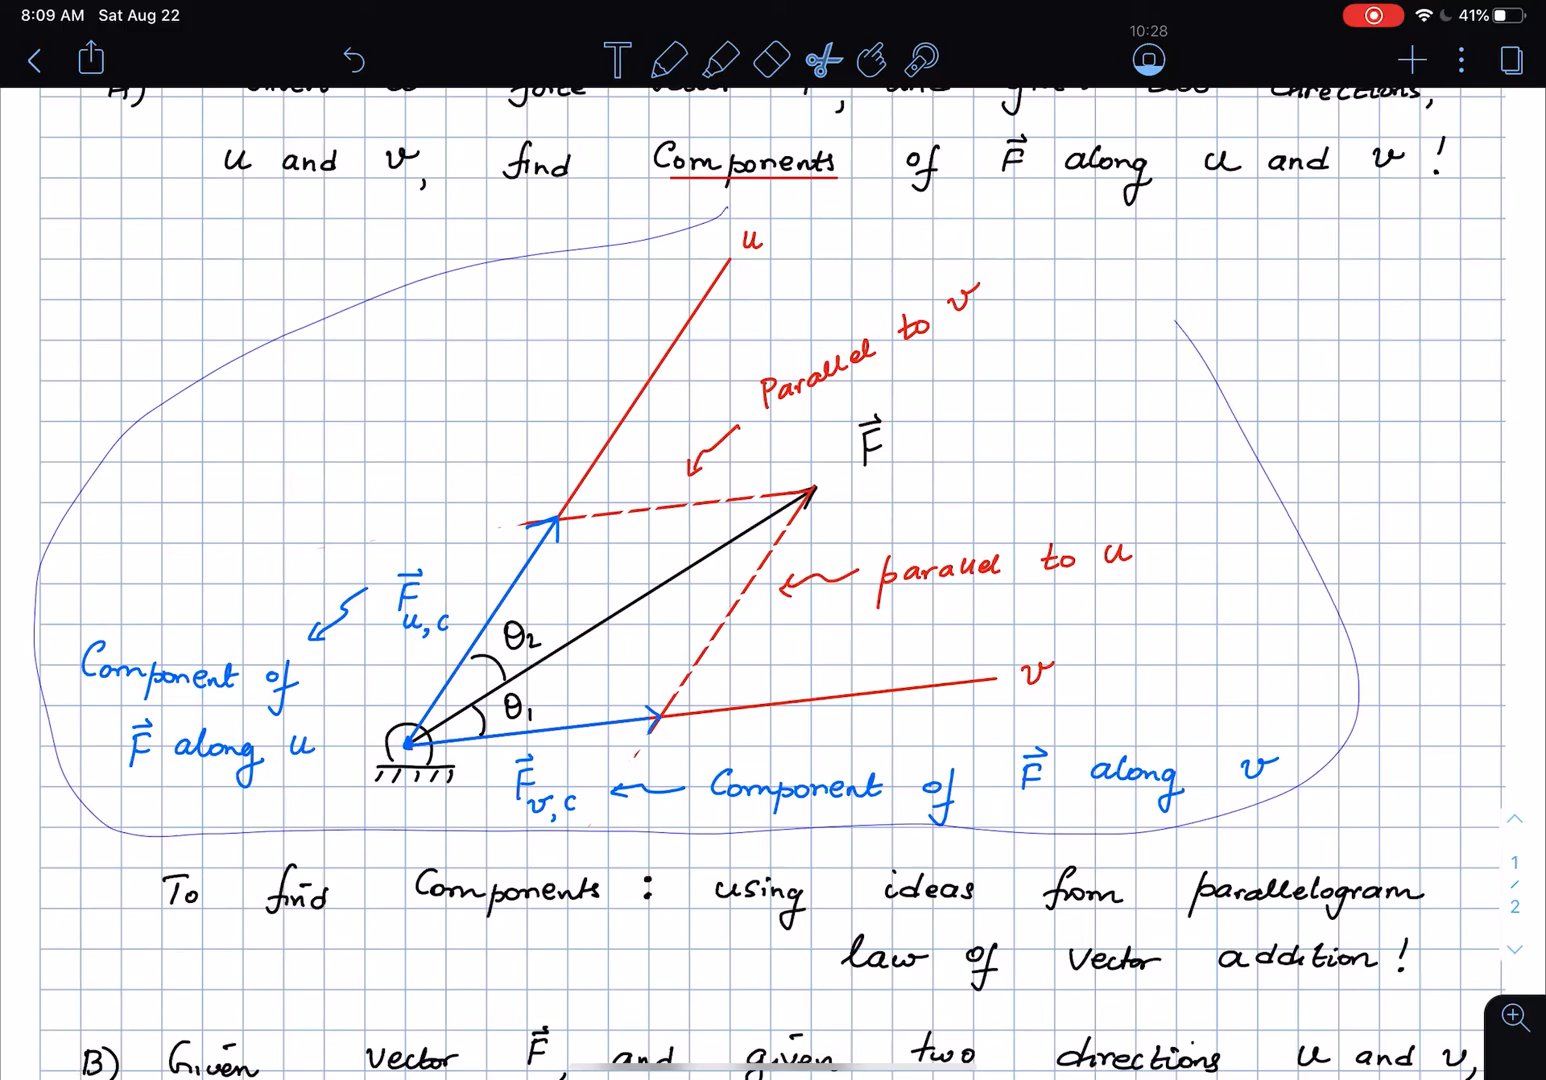 8:09 AM Sat Aug 22
41%
10:28
A) force vector F,
u and v, find Components of F⃗ along u and v !
u
Parallel to v
F⃗
parallel to u
F⃗u,c
θ2
Component of
F⃗ along u
θ1
v
F⃗v,c
Component of F⃗ along v
To find Components : using ideas from parallelogram
law of vector addition !
1
2
B) Given vector F⃗, and given two directions u and v,